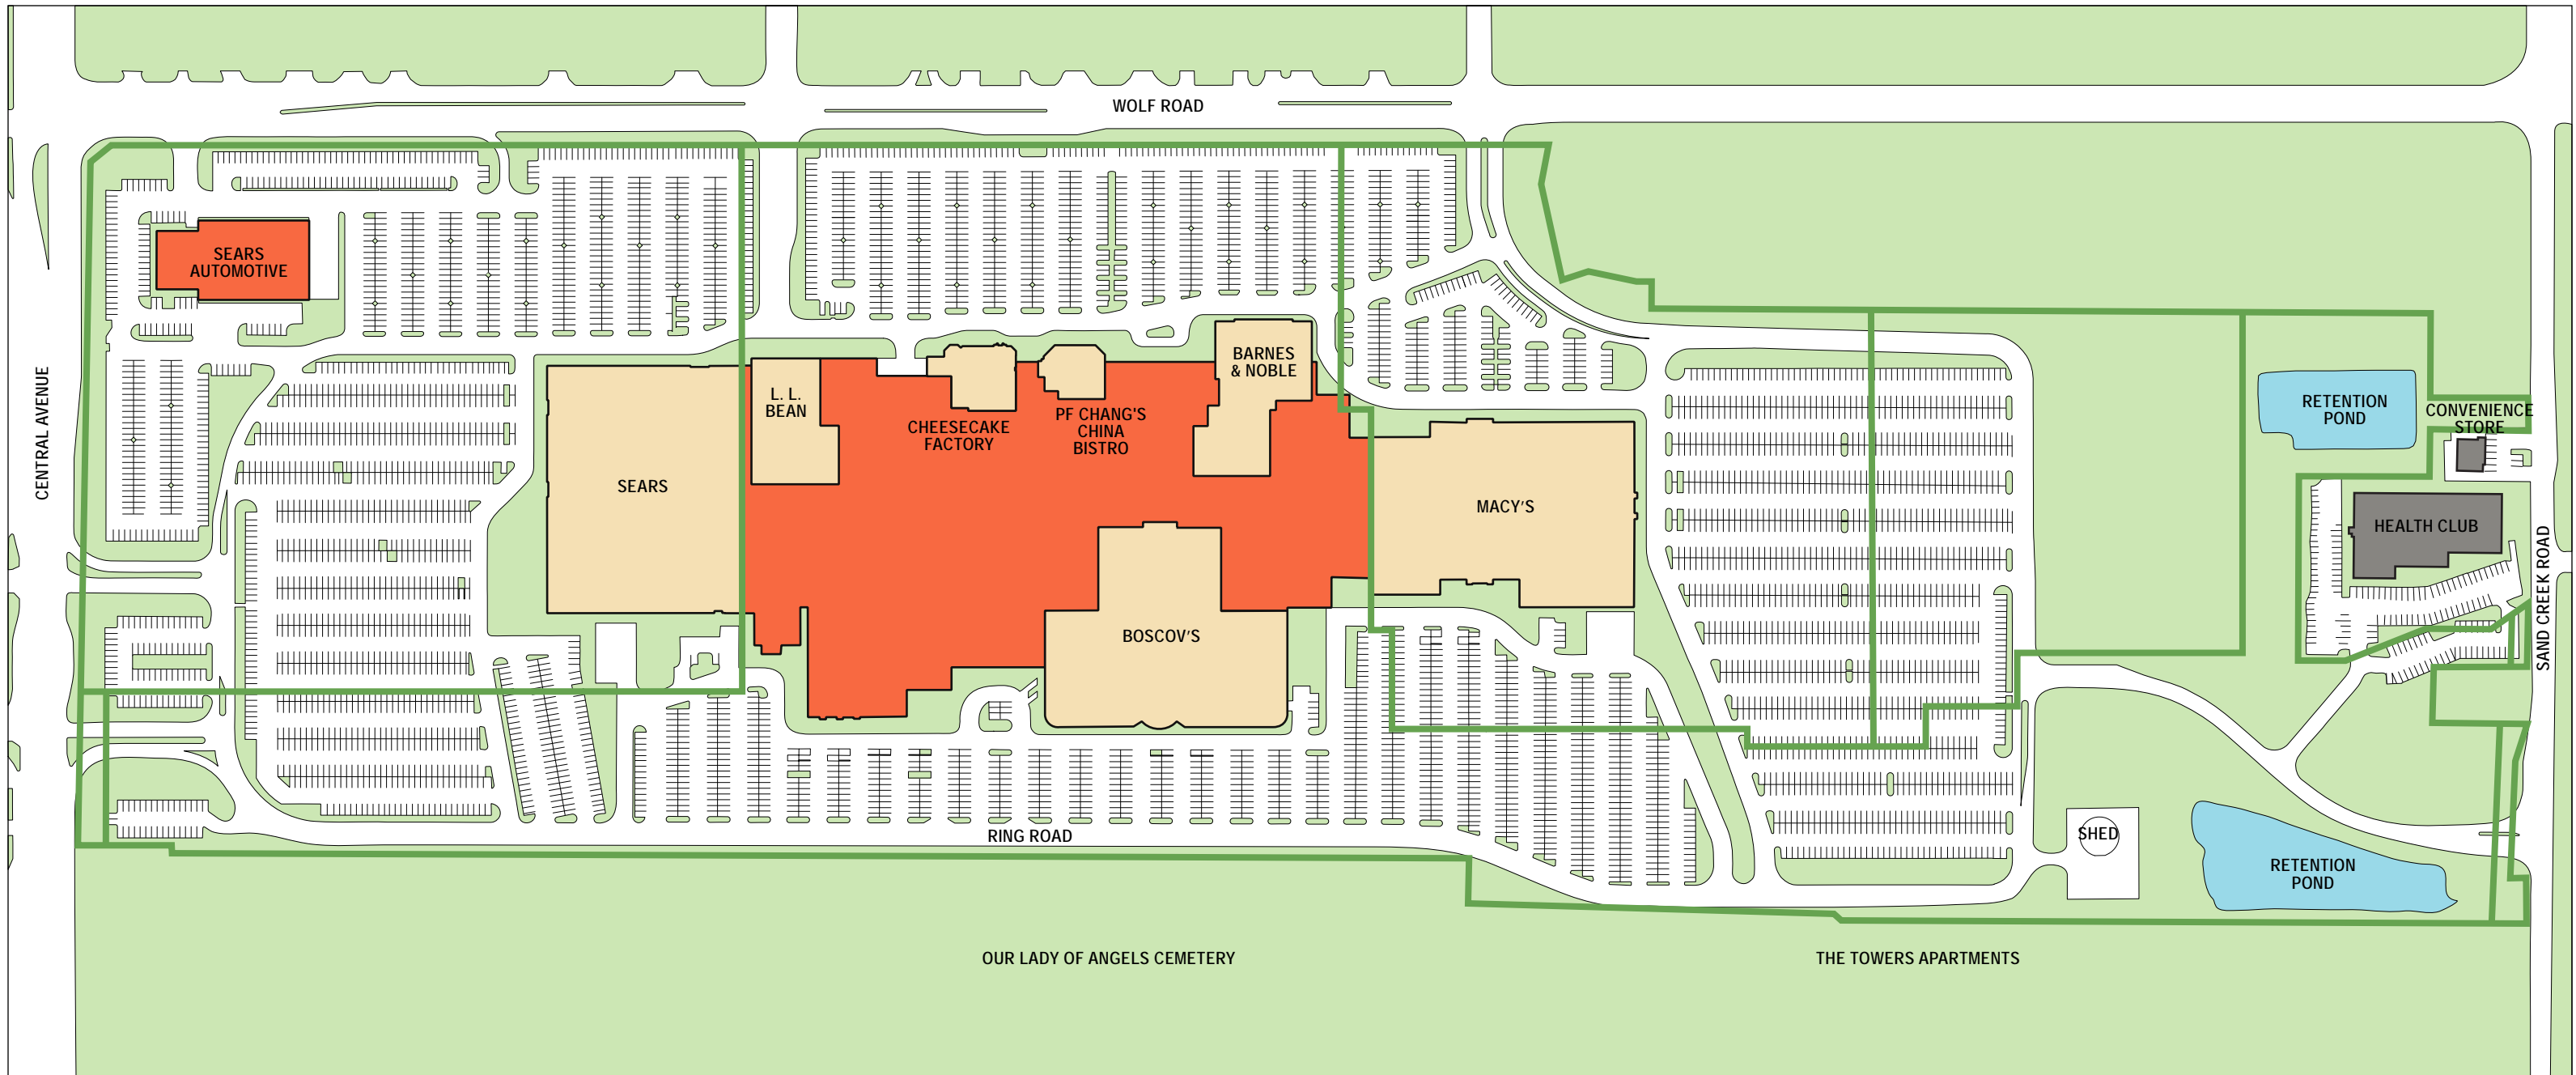 WOLF ROAD
SEARS
AUTOMOTIVE
CENTRAL AVENUE
SEARS
L. L.
BEAN
CHEESECAKE
FACTORY
PF CHANG'S
CHINA
BISTRO
BARNES
& NOBLE
MACY'S
BOSCOV'S
RETENTION
POND
CONVENIENCE
STORE
HEALTH CLUB
SAND CREEK ROAD
RING ROAD
SHED
RETENTION
POND
OUR LADY OF ANGELS CEMETERY
THE TOWERS APARTMENTS